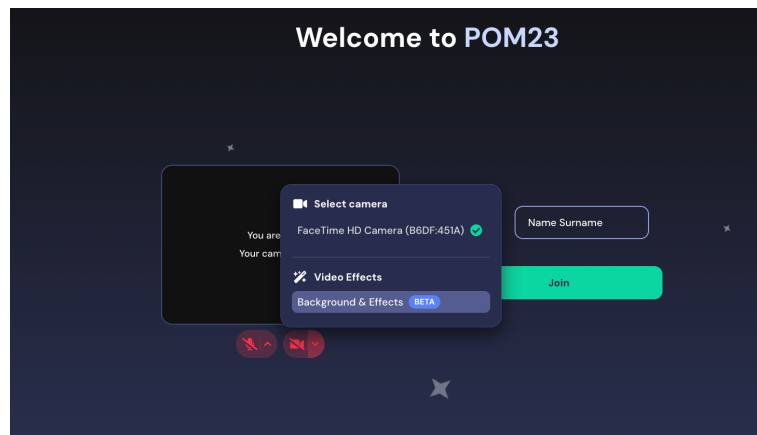 Welcome to POM23
Select camera
FaceTime HD Camera (B6DF:451A)
You are
Your cam
Video Effects
Background & Effects BETA
Name Surname
Join